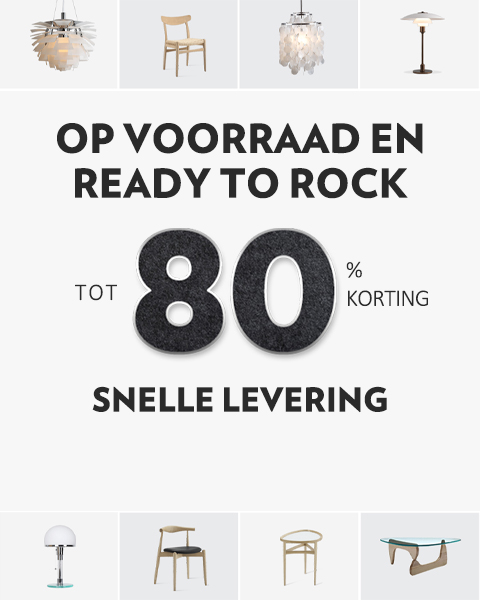 OP VOORRAAD EN
READY TO ROCK
TOT 80 % KORTING
SNELLE LEVERING